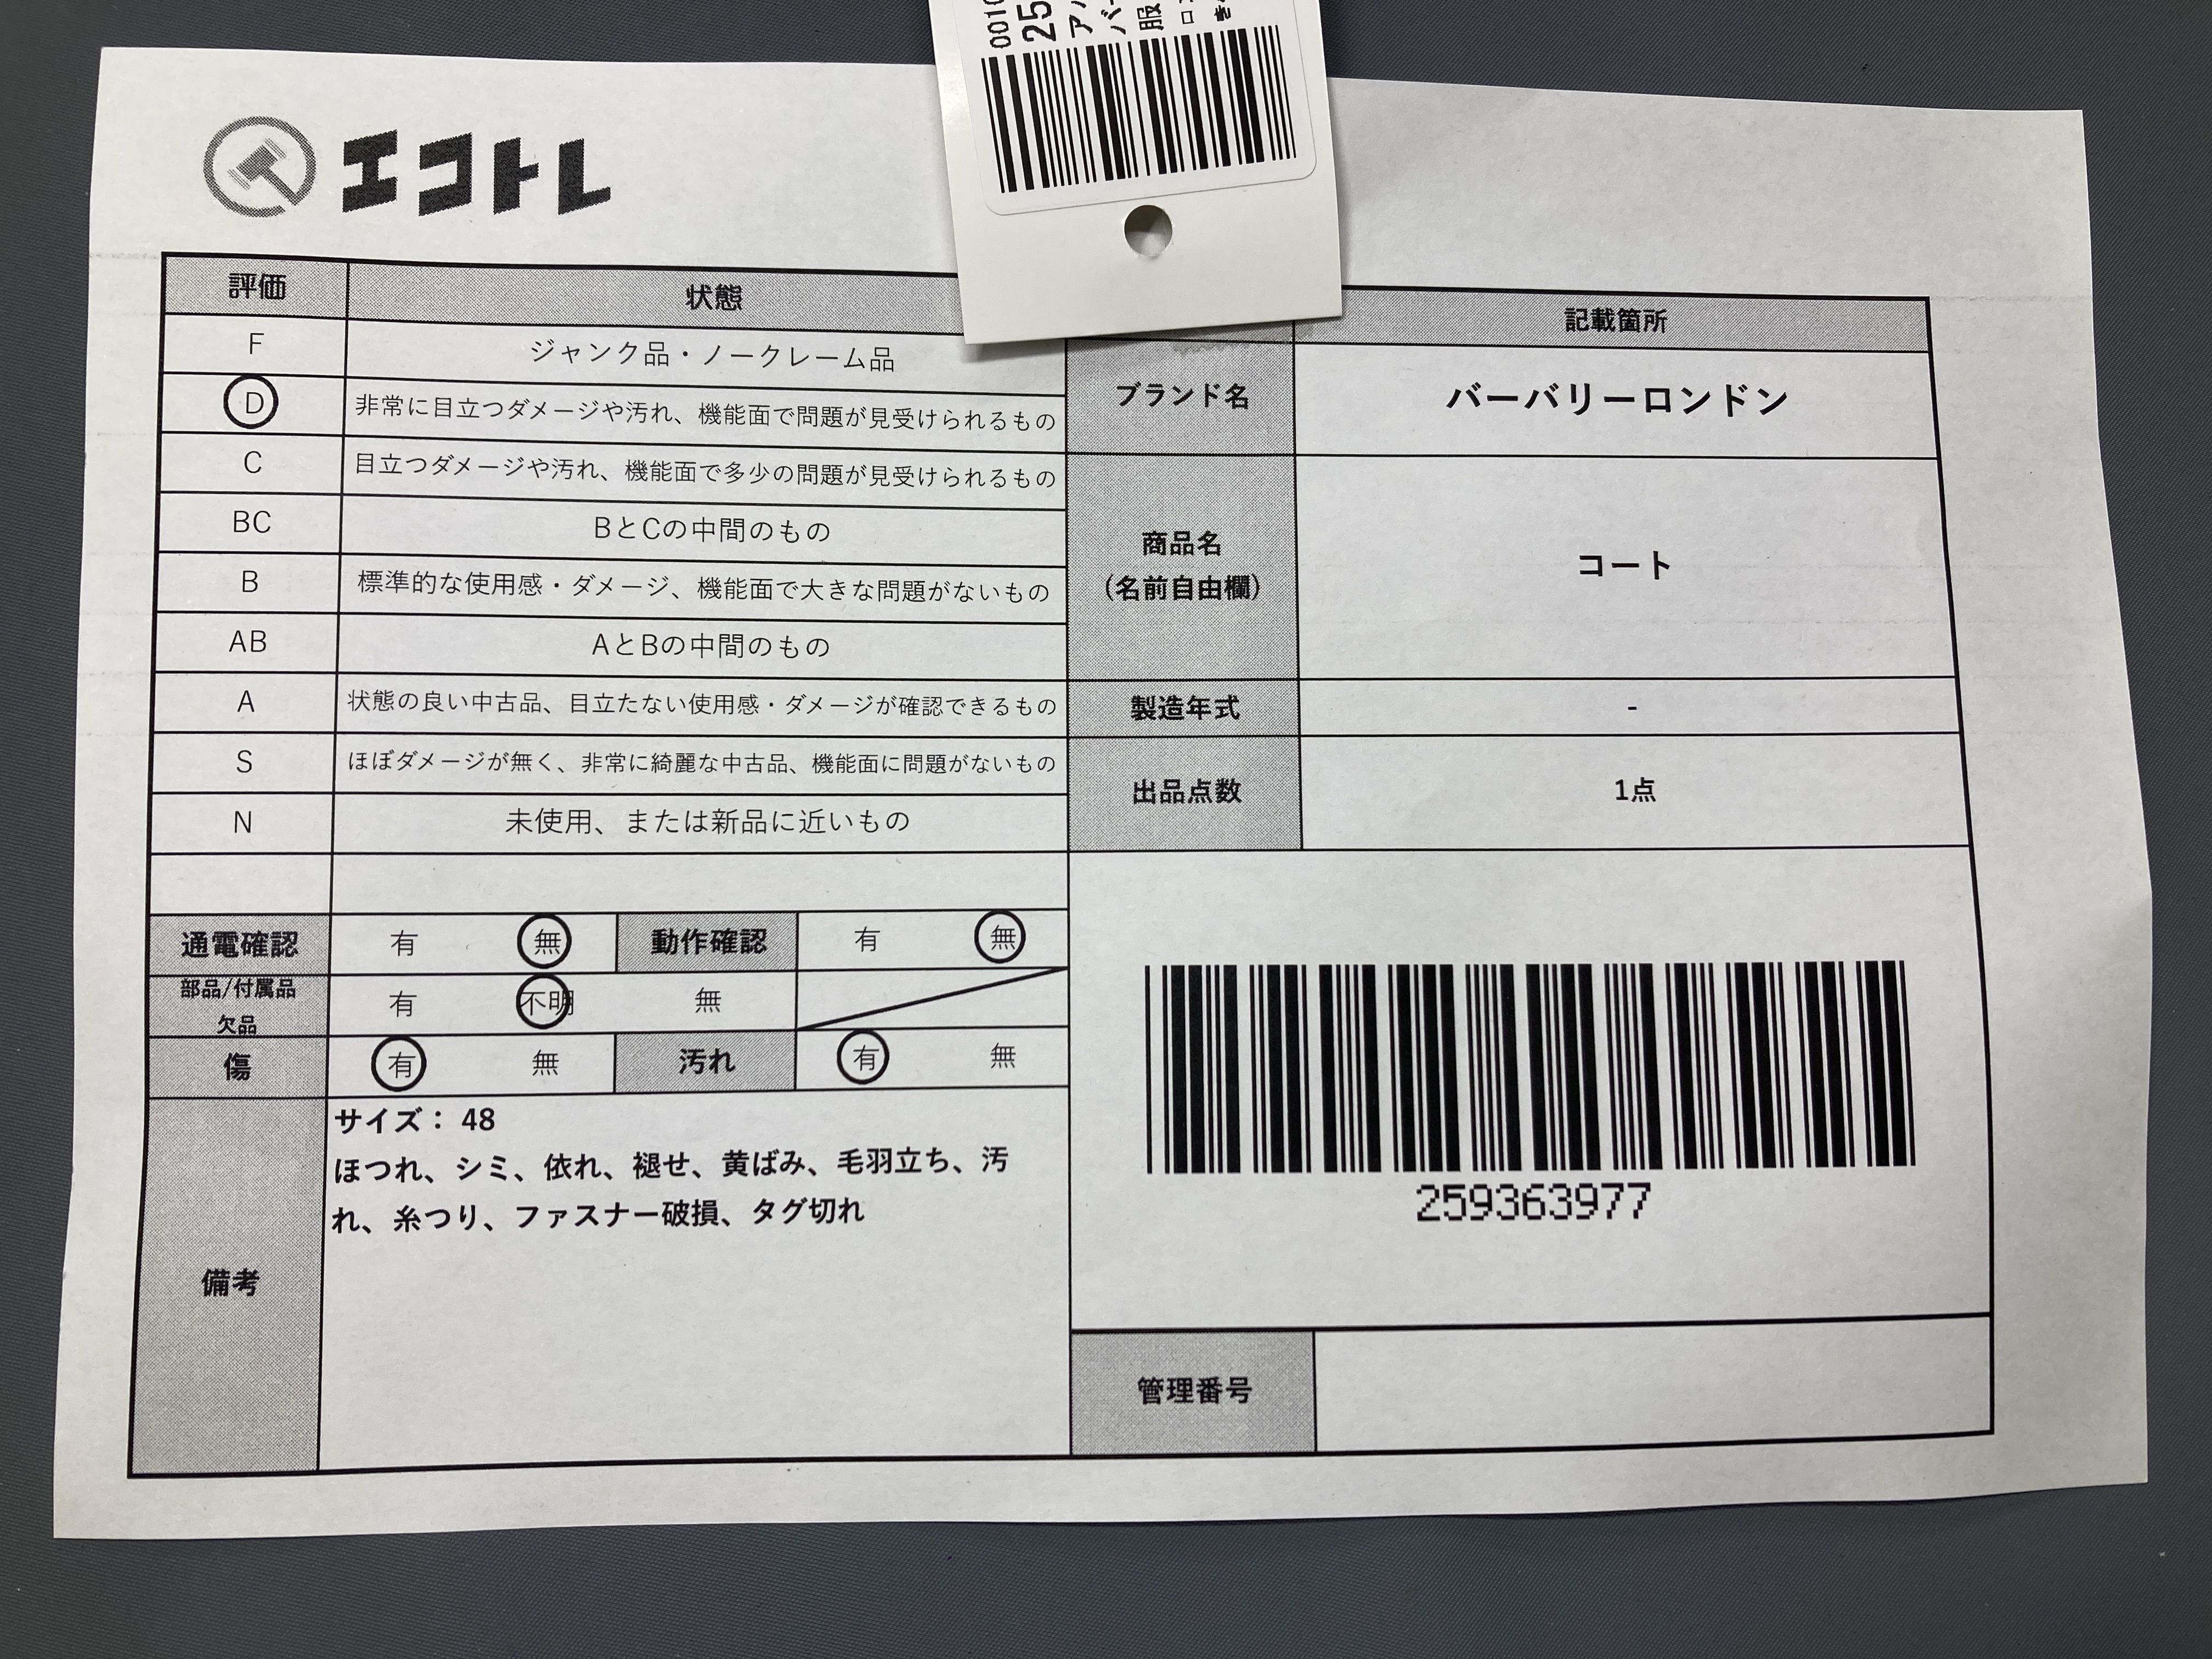 0010
25
アパ
バー
服
ロン
エコトレ
評価 状態
F ジャンク品・ノークレーム品
D 非常に目立つダメージや汚れ、機能面で問題が見受けられるもの
C 目立つダメージや汚れ、機能面で多少の問題が見受けられるもの
BC BとCの中間のもの
B 標準的な使用感・ダメージ、機能面で大きな問題がないもの
AB AとBの中間のもの
A 状態の良い中古品、目立たない使用感・ダメージが確認できるもの
S ほぼダメージが無く、非常に綺麗な中古品、機能面に問題がないもの
N 未使用、または新品に近いもの
通電確認 有 無 動作確認 有 無
部品/付属品
欠品
有 不明 無
傷 有 無 汚れ 有 無
備考
サイズ： 48
ほつれ、シミ、依れ、褪せ、黄ばみ、毛羽立ち、汚
れ、糸つり、ファスナー破損、タグ切れ
記載箇所
ブランド名 バーバリーロンドン
商品名
（名前自由欄）
コート
製造年式 -
出品点数 1点
259363977
管理番号